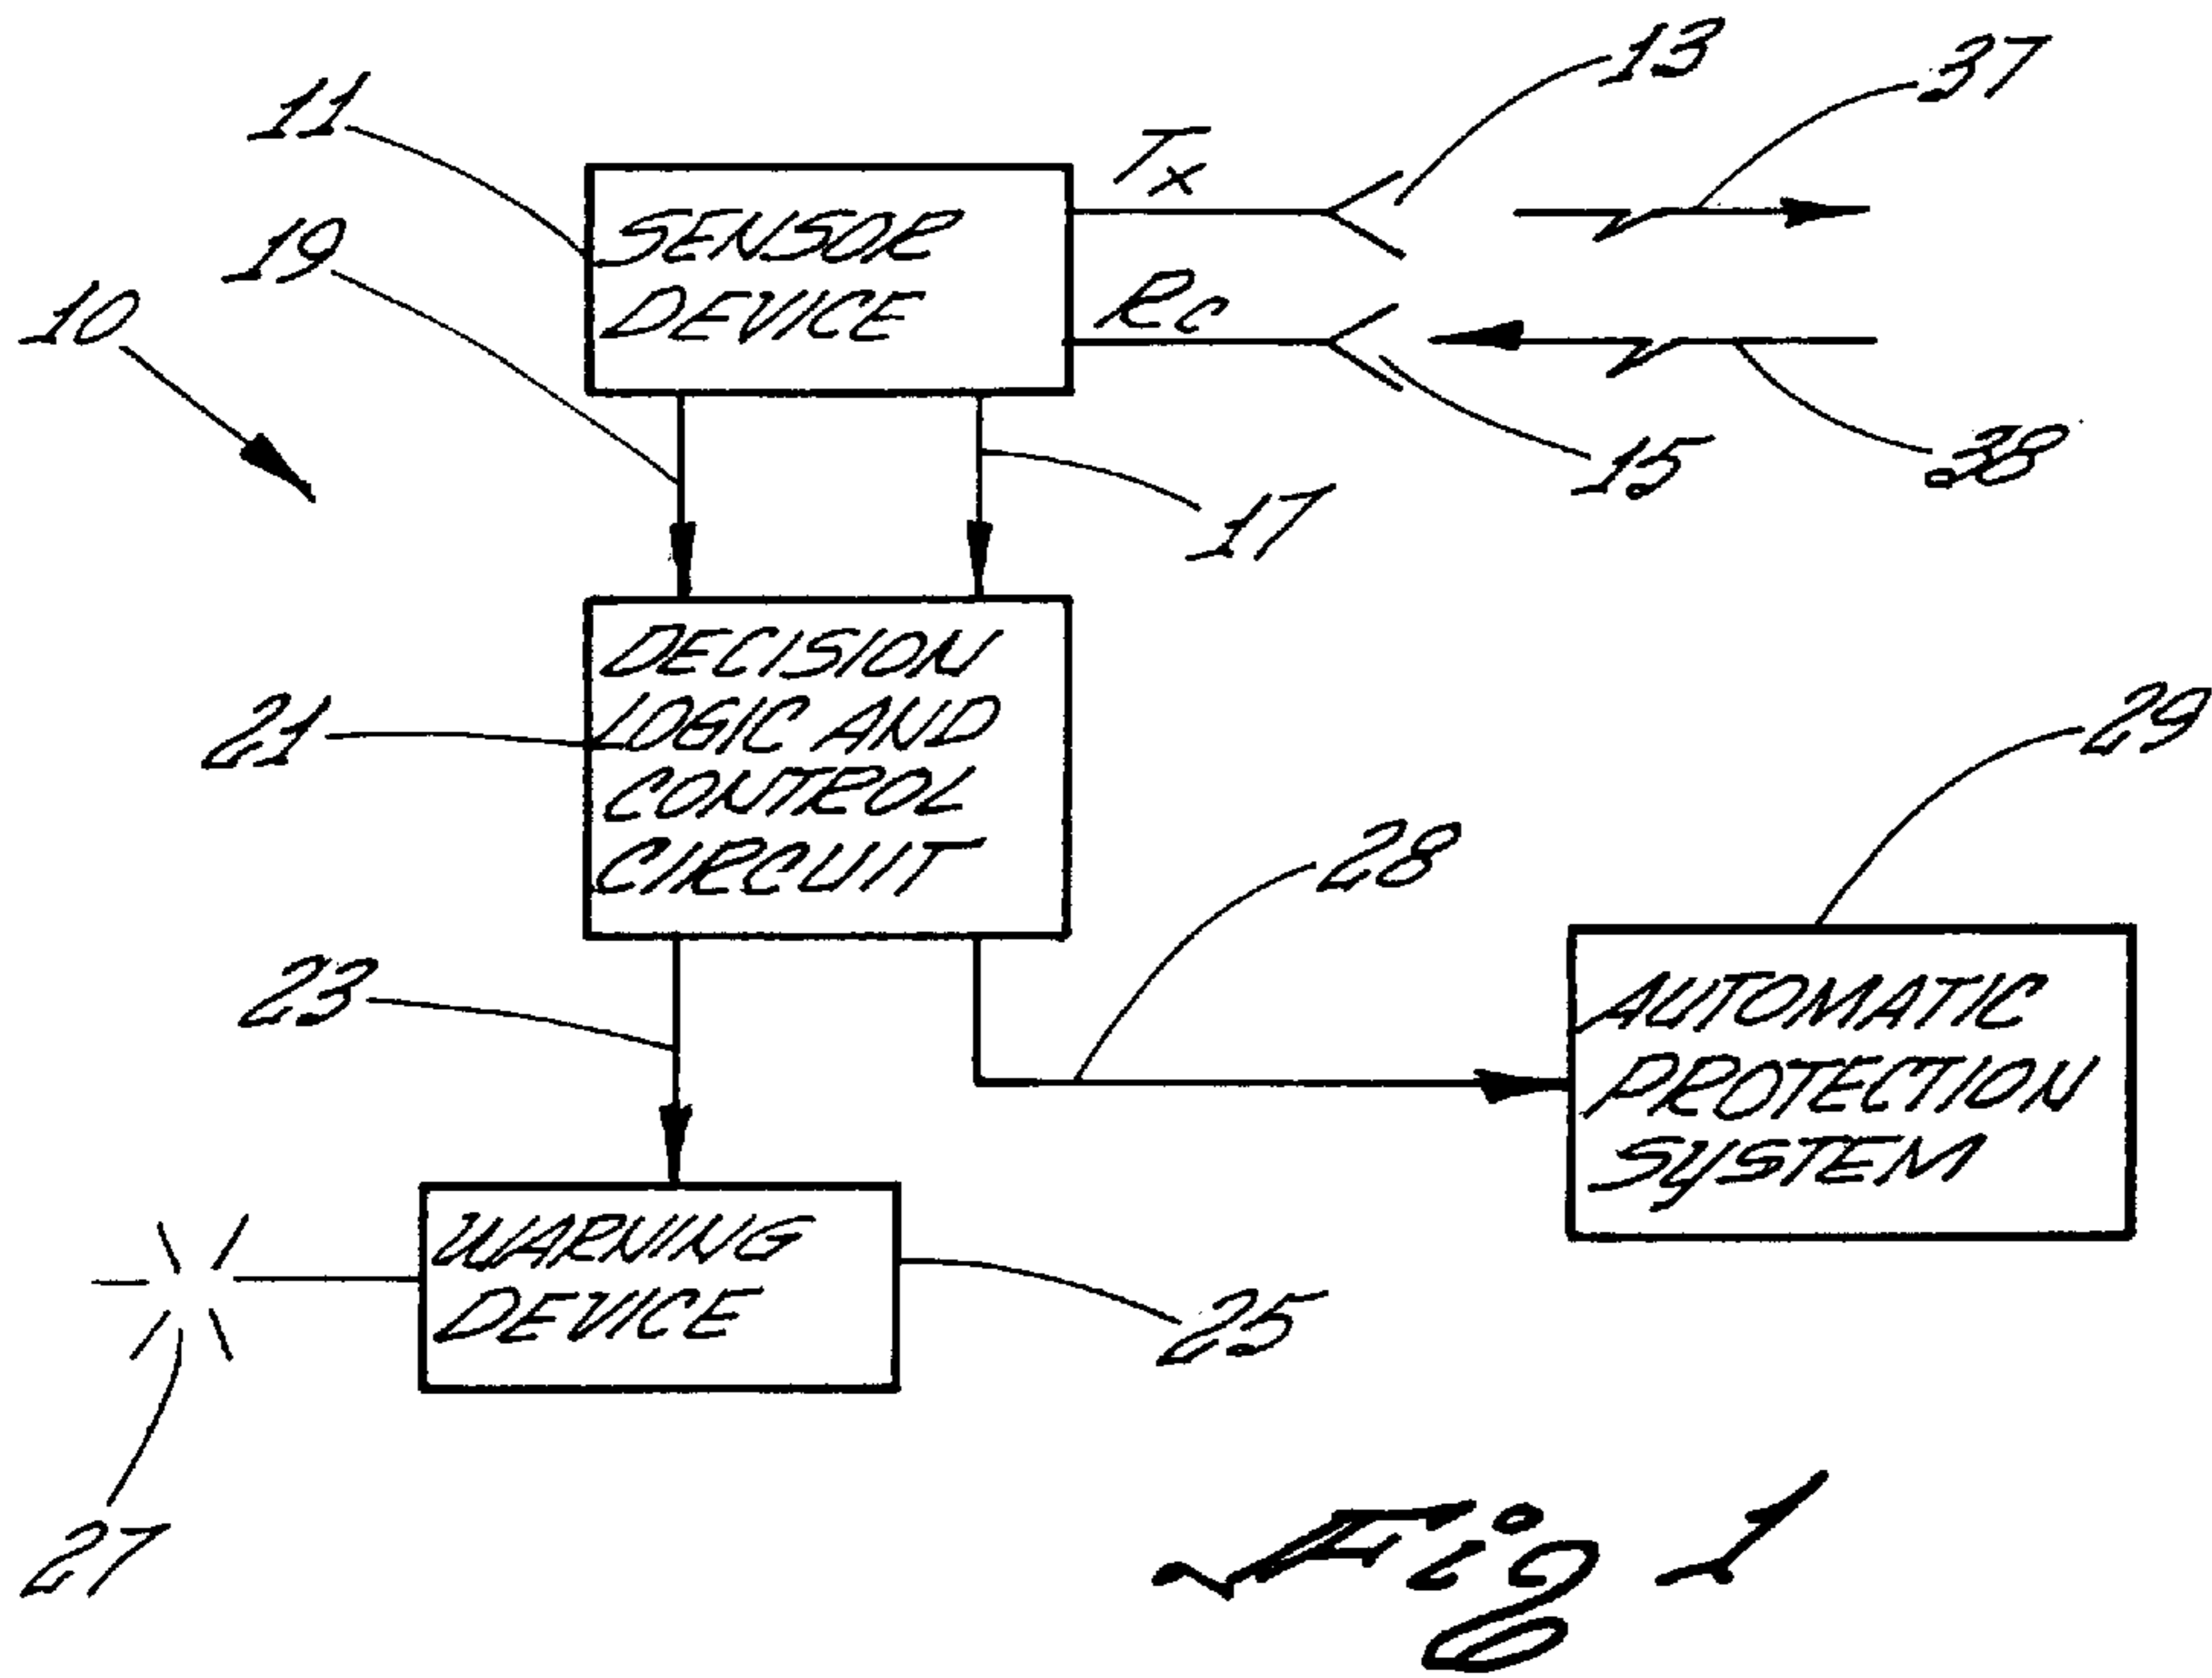 13
37
11
Tx
19
SENSOR
DEVICE
Rc
10
15
38
17
DECISION
LOGIC AND
CONTROL
CIRCUIT
21
29
28
23
AUTOMATIC
PROTECTION
SYSTEM
WARNING
DEVICE
25
27
Fig 1